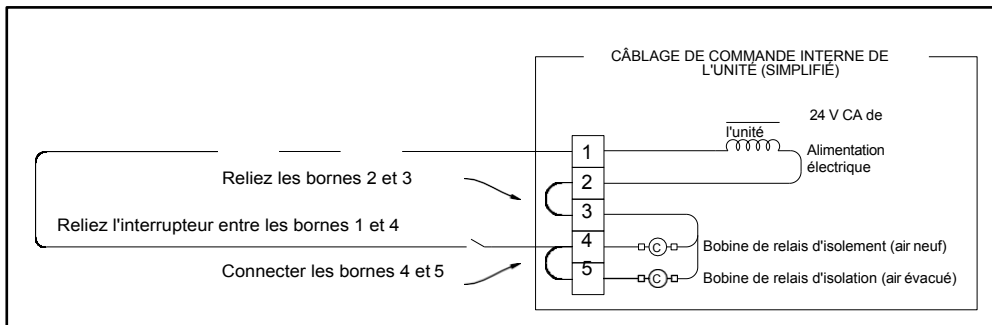 CÂBLAGE DE COMMANDE INTERNE DE
L'UNITÉ (SIMPLIFIÉ)
24 V CA de
l'unité
Alimentation
électrique
1
Reliez les bornes 2 et 3
2
3
Reliez l'interrupteur entre les bornes 1 et 4
4
C
Bobine de relais d'isolement (air neuf)
Connecter les bornes 4 et 5
5
C
Bobine de relais d'isolation (air évacué)